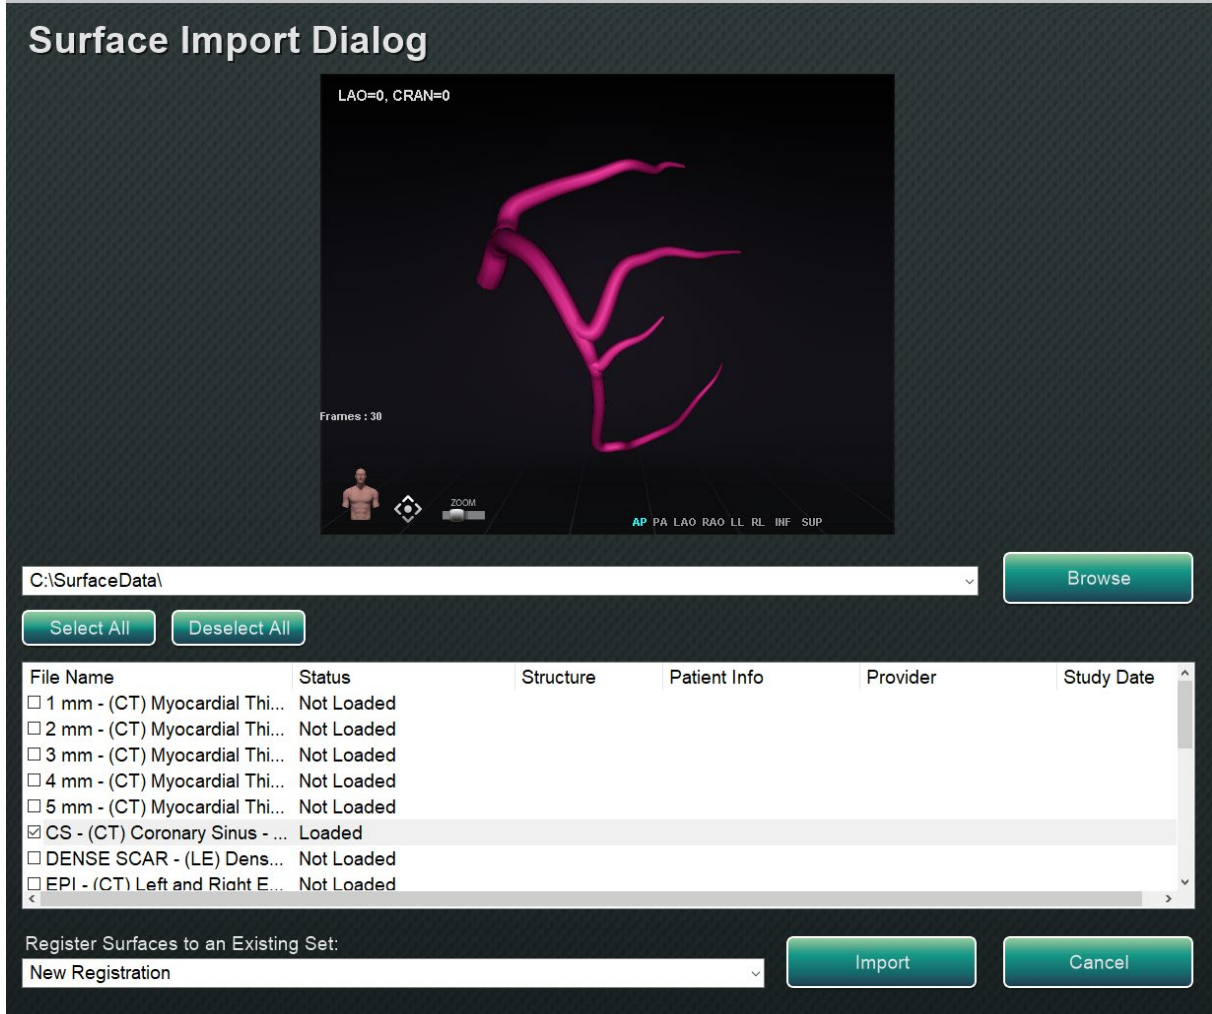 Surface Import Dialog
LAO=0, CRAN=0
Frames : 30
ZOOM
AP PA LAO RAO LL RL INF SUP
C:\SurfaceData\
Browse
Select All Deselect All
File Name Status Structure Patient Info Provider Study Date
1 mm - (CT) Myocardial Thi... Not Loaded
2 mm - (CT) Myocardial Thi... Not Loaded
3 mm - (CT) Myocardial Thi... Not Loaded
4 mm - (CT) Myocardial Thi... Not Loaded
5 mm - (CT) Myocardial Thi... Not Loaded
CS - (CT) Coronary Sinus - ... Loaded
DENSE SCAR - (LE) Dens... Not Loaded
EPI - (CT) Left and Right E... Not Loaded
Register Surfaces to an Existing Set:
New Registration
Import
Cancel